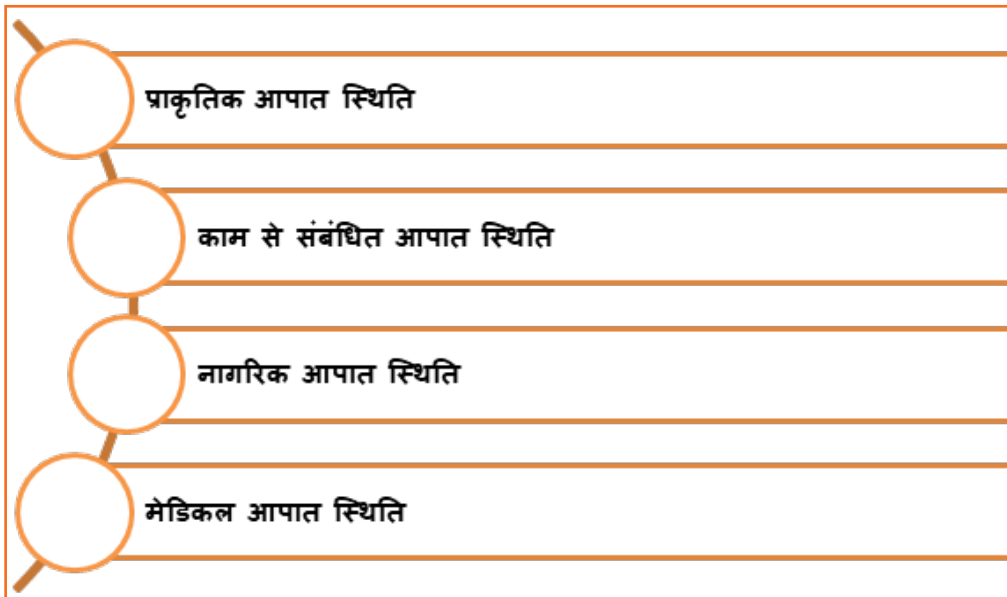 प्राकृतिक आपात स्थिति
काम से संबंधित आपात स्थिति
नागरिक आपात स्थिति
मेडिकल आपात स्थिति